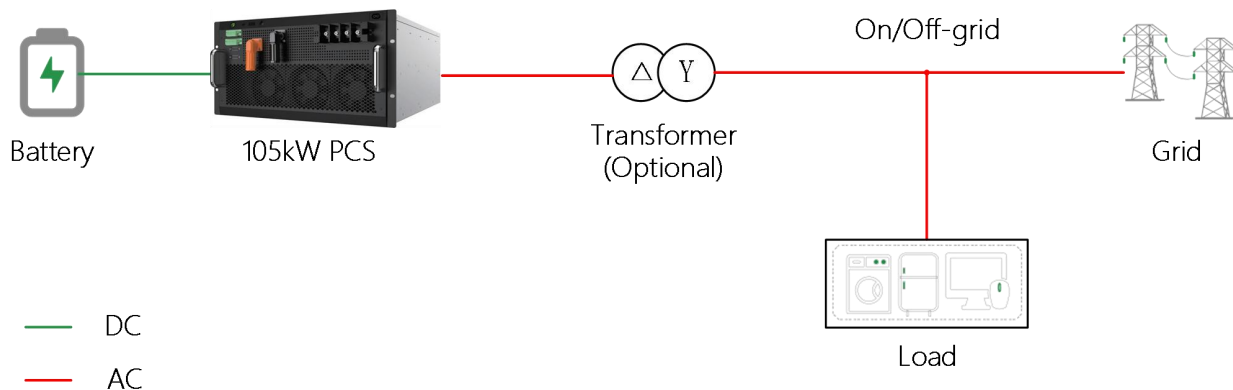 On/Off-grid
△ Y
Battery
105kW PCS
Transformer
(Optional)
Grid
DC
Load
AC